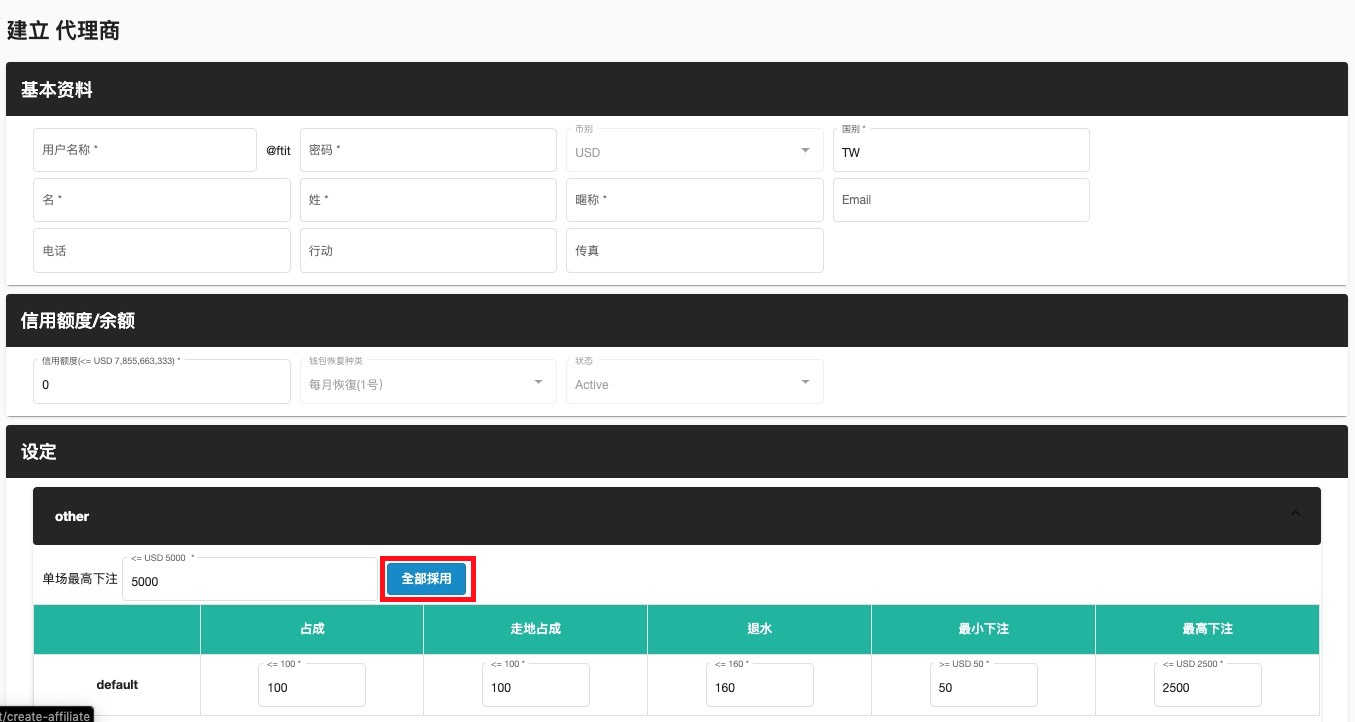 建立 代理商
基本资料
用户名称 * @ftit 密码 * 币别 USD 国别 * TW
名 * 姓 * 暱称 * Email
电话 行动 传真
信用额度/余额
信用额度(<= USD 7,855,663,333) * 钱包恢复种类 状态
0 每月恢復(1号) Active
设定
other
<= USD 5000 *
单场最高下注 5000 全部採用
占成 走地占成 退水 最小下注 最高下注
<= 100 * <= 100 * <= 160 * >= USD 50 * <= USD 2500 *
default 100 100 160 50 2500
t/create-affiliate